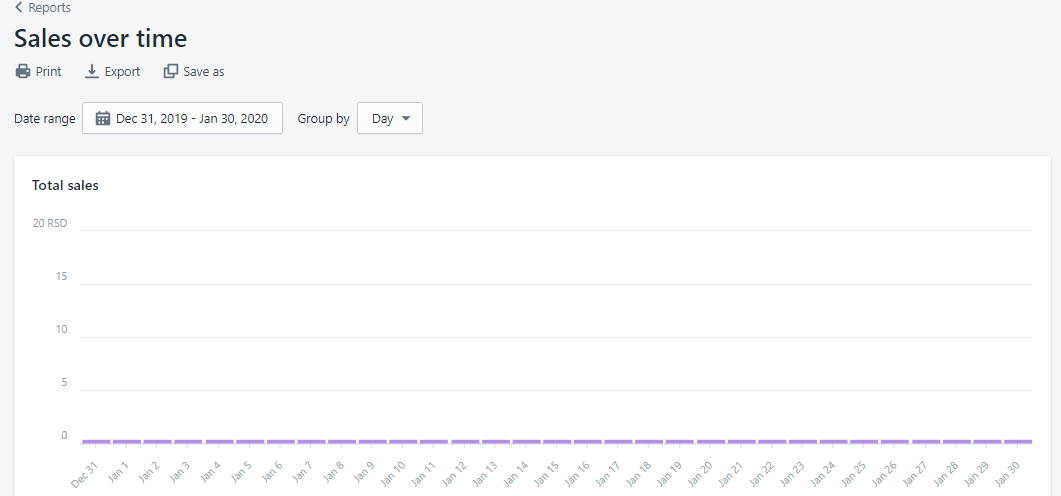 Reports
Sales over time
Print Export Save as
Date range Dec 31, 2019 - Jan 30, 2020 Group by Day
Total sales
20 RSD
15
10
5
0
Dec 31 Jan 1 Jan 2 Jan 3 Jan 4 Jan 5 Jan 6 Jan 7 Jan 8 Jan 9 Jan 10 Jan 11 Jan 12 Jan 13 Jan 14 Jan 15 Jan 16 Jan 17 Jan 18 Jan 19 Jan 20 Jan 21 Jan 22 Jan 23 Jan 24 Jan 25 Jan 26 Jan 27 Jan 28 Jan 29 Jan 30